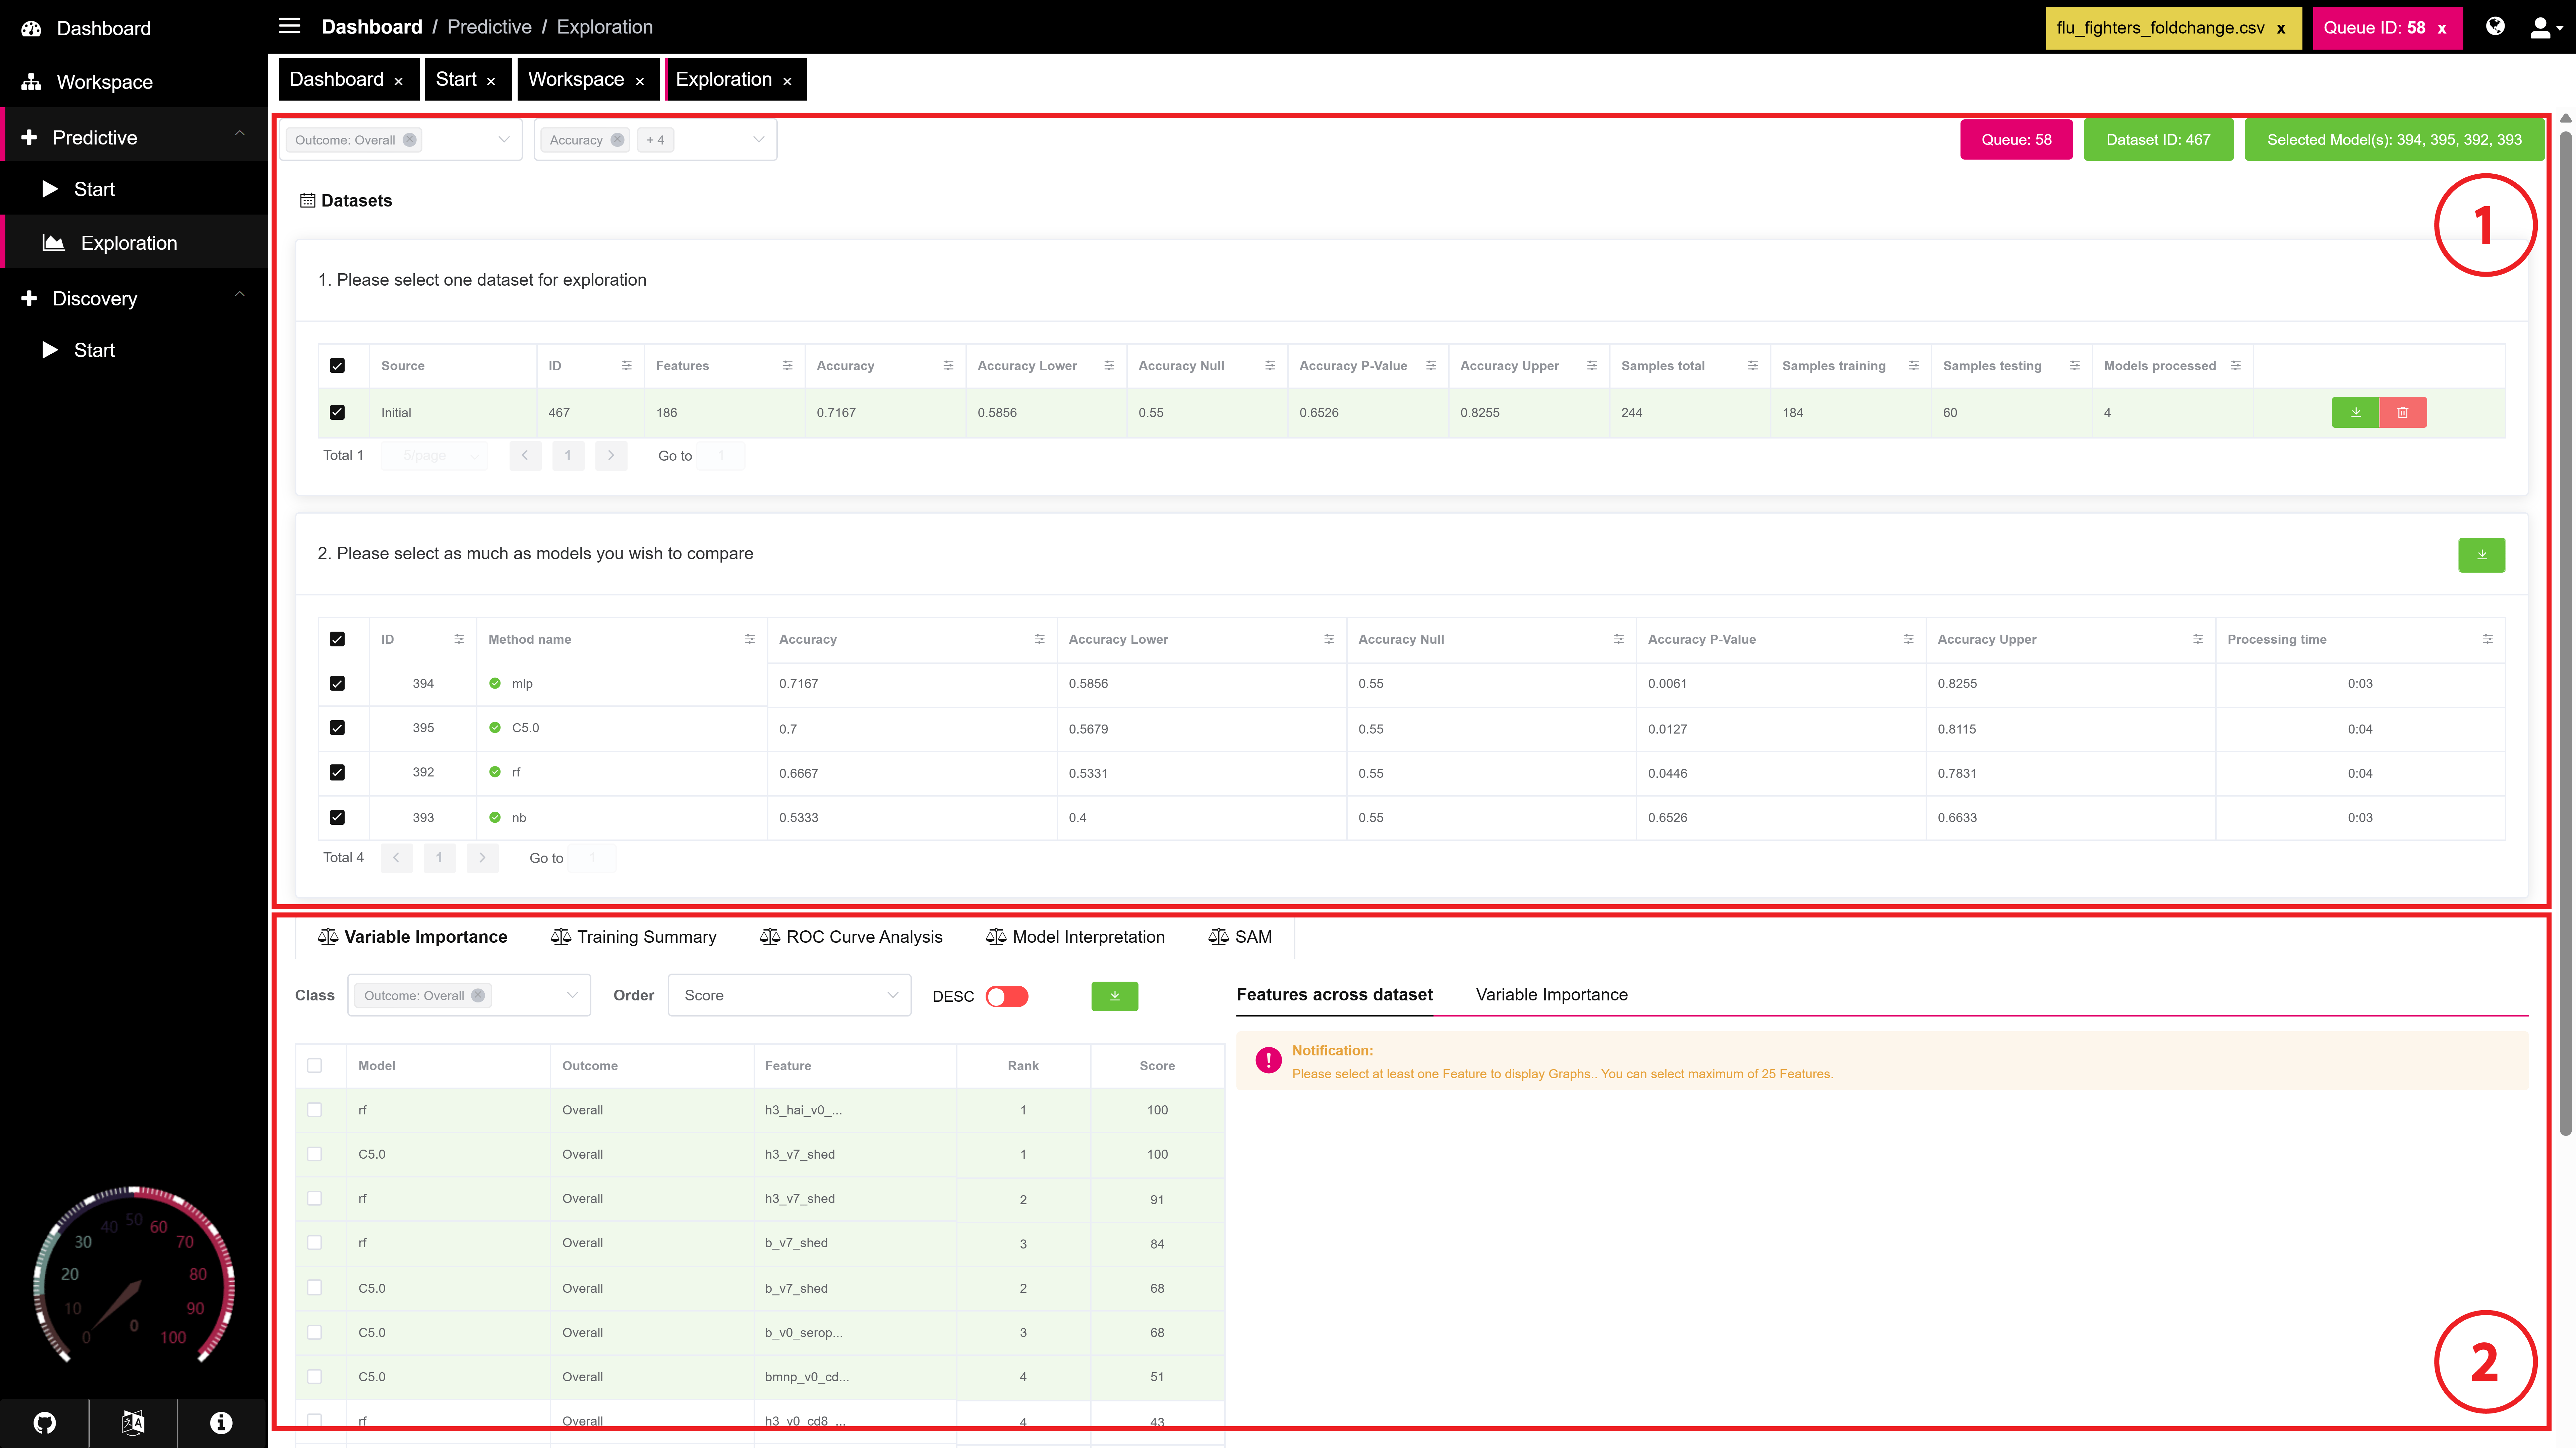 Dashboard
Workspace
Predictive
Start
Exploration
Discovery
Start
0 10 20 30 40 50 60 70 80 90 100
0
Dashboard / Predictive / Exploration
flu_fighters_foldchange.csv x
Queue ID: 58 x
Dashboard × Start × Workspace × Exploration ×
Outcome: Overall Accuracy + 4
Queue: 58 Dataset ID: 467 Selected Model(s): 394, 395, 392, 393
1
Datasets
1. Please select one dataset for exploration
Source ID Features Accuracy Accuracy Lower Accuracy Null Accuracy P-Value Accuracy Upper Samples total Samples training Samples testing Models processed
Initial 467 186 0.7167 0.5856 0.55 0.6526 0.8255 244 184 60 4
Total 1 5/page 1 Go to 1
2. Please select as much as models you wish to compare
ID Method name Accuracy Accuracy Lower Accuracy Null Accuracy P-Value Accuracy Upper Processing time
394 mlp 0.7167 0.5856 0.55 0.0061 0.8255 0:03
395 C5.0 0.7 0.5679 0.55 0.0127 0.8115 0:04
392 rf 0.6667 0.5331 0.55 0.0446 0.7831 0:04
393 nb 0.5333 0.4 0.55 0.6526 0.6633 0:03
Total 4 1 Go to 1
Variable Importance Training Summary ROC Curve Analysis Model Interpretation SAM
Class Outcome: Overall Order Score DESC
Features across dataset Variable Importance
Notification:
Please select at least one Feature to display Graphs.. You can select maximum of 25 Features.
Model Outcome Feature Rank Score
rf Overall h3_hai_v0_... 1 100
C5.0 Overall h3_v7_shed 1 100
rf Overall h3_v7_shed 2 91
rf Overall b_v7_shed 3 84
C5.0 Overall b_v7_shed 2 68
C5.0 Overall b_v0_serop... 3 68
C5.0 Overall bmnp_v0_cd... 4 51
rf Overall h3_v0_cd8_... 4 43
2